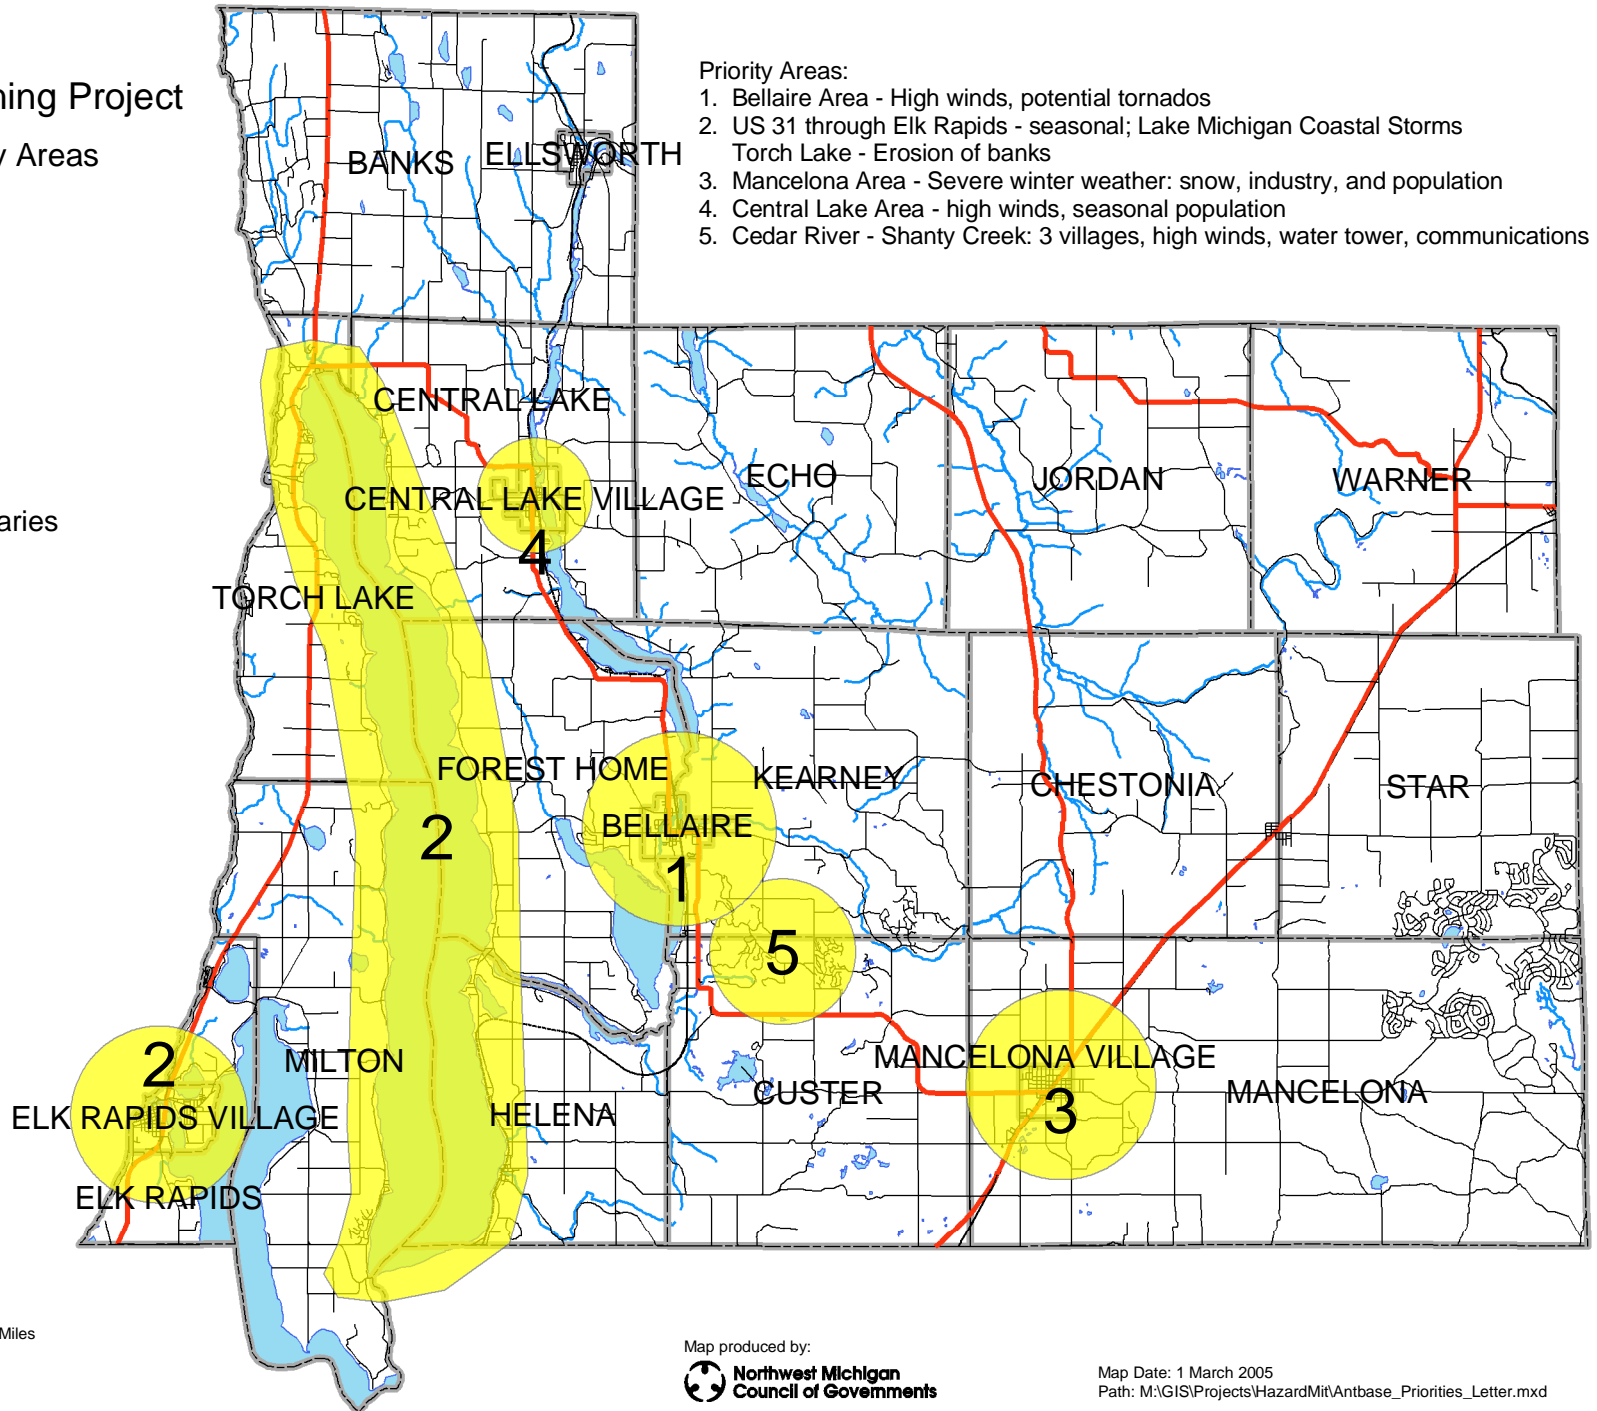 ning Project
y Areas
Priority Areas:
1. Bellaire Area - High winds, potential tornados
2. US 31 through Elk Rapids - seasonal; Lake Michigan Coastal Storms
Torch Lake - Erosion of banks
3. Mancelona Area - Severe winter weather: snow, industry, and population
4. Central Lake Area - high winds, seasonal population
5. Cedar River - Shanty Creek: 3 villages, high winds, water tower, communications
BANKS
ELLSWORTH
CENTRAL LAKE
ECHO
JORDAN
WARNER
CENTRAL LAKE VILLAGE
aries
4
TORCH LAKE
FOREST HOME
KEARNEY
CHESTONIA
STAR
2
BELLAIRE
1
5
2
MILTON
MANCELONA VILLAGE
CUSTER
MANCELONA
3
ELK RAPIDS VILLAGE
HELENA
ELK RAPIDS
Miles
Map produced by:
Northwest Michigan
Council of Governments
Map Date: 1 March 2005
Path: M:\GIS\Projects\HazardMit\Antbase_Priorities_Letter.mxd